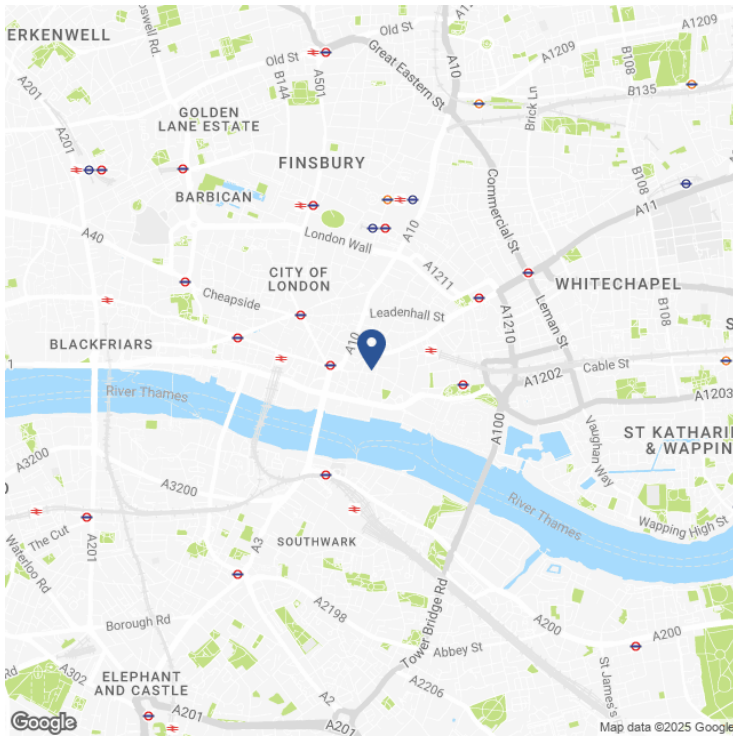 ERKENWELL
oswell Rd.
Old St
Old St
A501
B144
Great Eastern St
A10
A1209
A1209
B108
B135
Brick Ln
A201
A201
GOLDEN
LANE ESTATE
FINSBURY
BARBICAN
Commercial St
B108
A11
A40
London Wall
A10
A1211
CITY OF
LONDON
Cheapside
Leadenhall St
A10
A1210
Leman St
WHITECHAPEL
B108
S
BLACKFRIARS
1
Cable St
A1202
A1203
River Thames
A100
Vaughan Way
ST KATHARI
& WAPPIN
A3200
A3200
River Thames
Wapping High St
The Cut
Waterloo Rd
A201
A3
SOUTHWARK
Tower Bridge Rd
Borough Rd
A2198
A200
A200
Abbey St
St James's
Rd
A302
ELEPHANT
AND CASTLE
A201
A2
A201
A2206
Google
Map data ©2025 Google